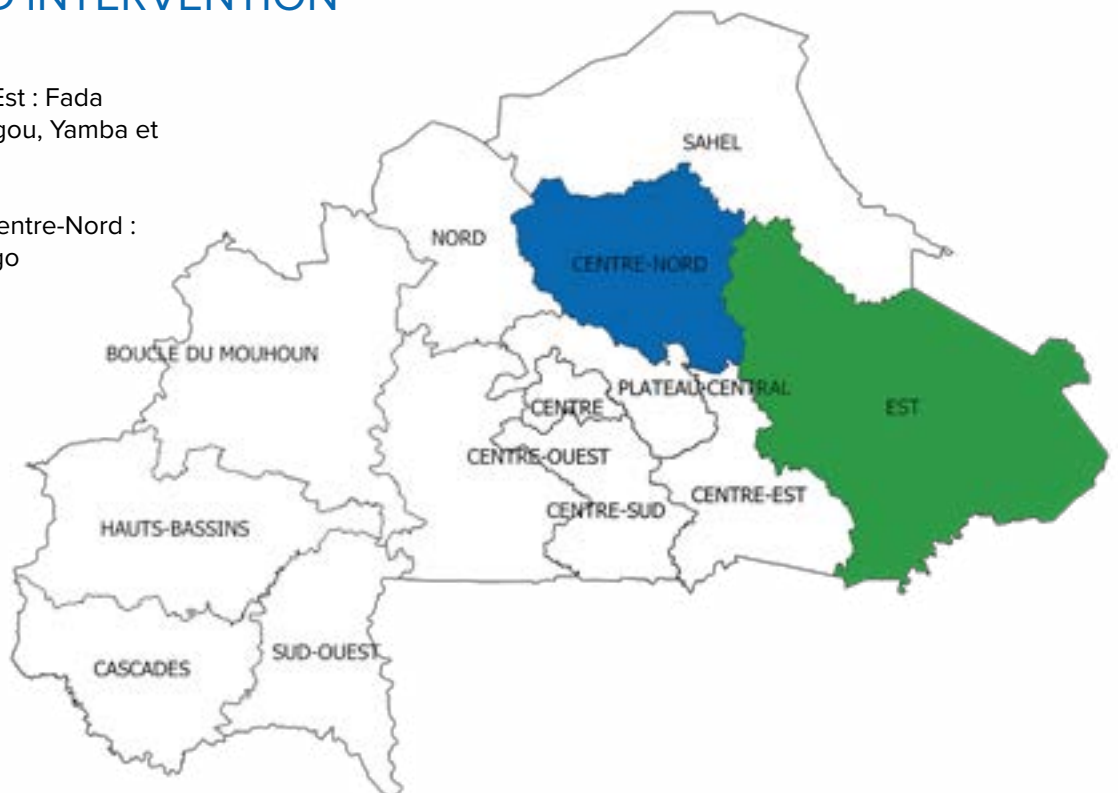 D'INTERVENTION
Est : Fada
gou, Yamba et
entre-Nord :
go
SAHEL
NORD
CENTRE-NORD
BOUCLE DU MOUHOUN
PLATEAU-CENTRAL
CENTRE
EST
CENTRE-OUEST
CENTRE-EST
CENTRE-SUD
HAUTS-BASSINS
SUD-OUEST
CASCADES